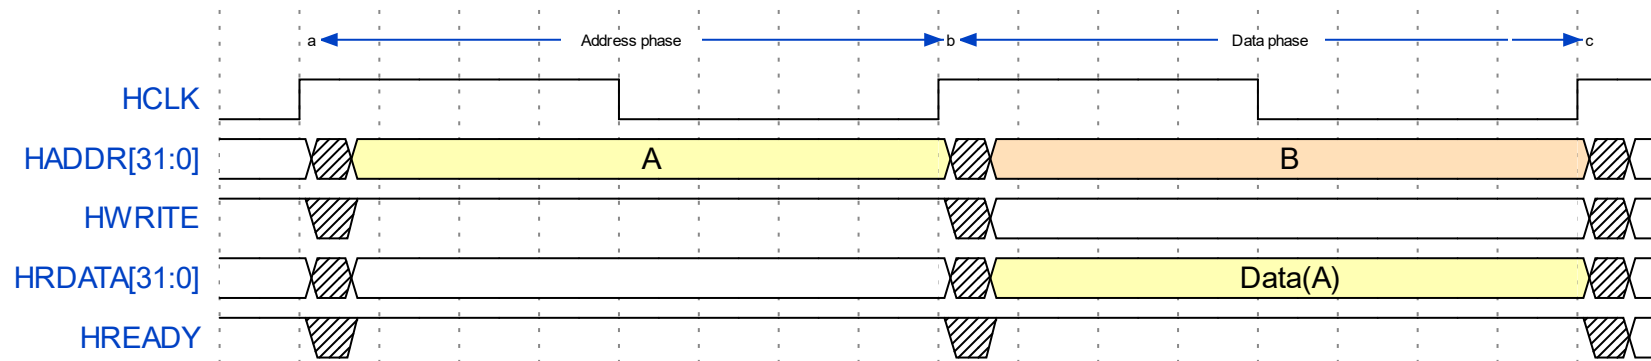 a Address phase b Data phase c
HCLK
HADDR[31:0] A B
HWRITE
HRDATA[31:0] Data(A)
HREADY